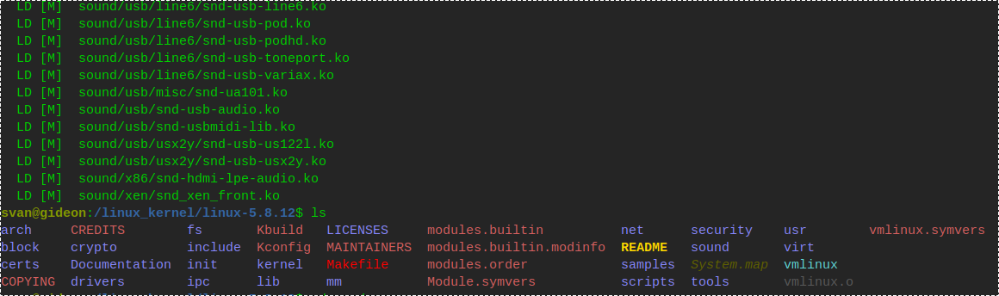 LD [M]  sound/usb/line6/snd-usb-line6.ko
LD [M]  sound/usb/line6/snd-usb-pod.ko
LD [M]  sound/usb/line6/snd-usb-podhd.ko
LD [M]  sound/usb/line6/snd-usb-toneport.ko
LD [M]  sound/usb/line6/snd-usb-variax.ko
LD [M]  sound/usb/misc/snd-ua101.ko
LD [M]  sound/usb/snd-usb-audio.ko
LD [M]  sound/usb/snd-usbmidi-lib.ko
LD [M]  sound/usb/usx2y/snd-usb-us122l.ko
LD [M]  sound/usb/usx2y/snd-usb-usx2y.ko
LD [M]  sound/x86/snd-hdmi-lpe-audio.ko
LD [M]  sound/xen/snd_xen_front.ko
svan@gideon:/linux_kernel/linux-5.8.12$ ls
arch     CREDITS        fs       Kbuild   LICENSES     modules.builtin          net      security    usr        vmlinux.symvers
block    crypto         include  Kconfig  MAINTAINERS  modules.builtin.modinfo  README   sound       virt
certs    Documentation  init     kernel   Makefile     modules.order            samples  System.map  vmlinux
COPYING  drivers        ipc      lib      mm           Module.symvers           scripts  tools       vmlinux.o